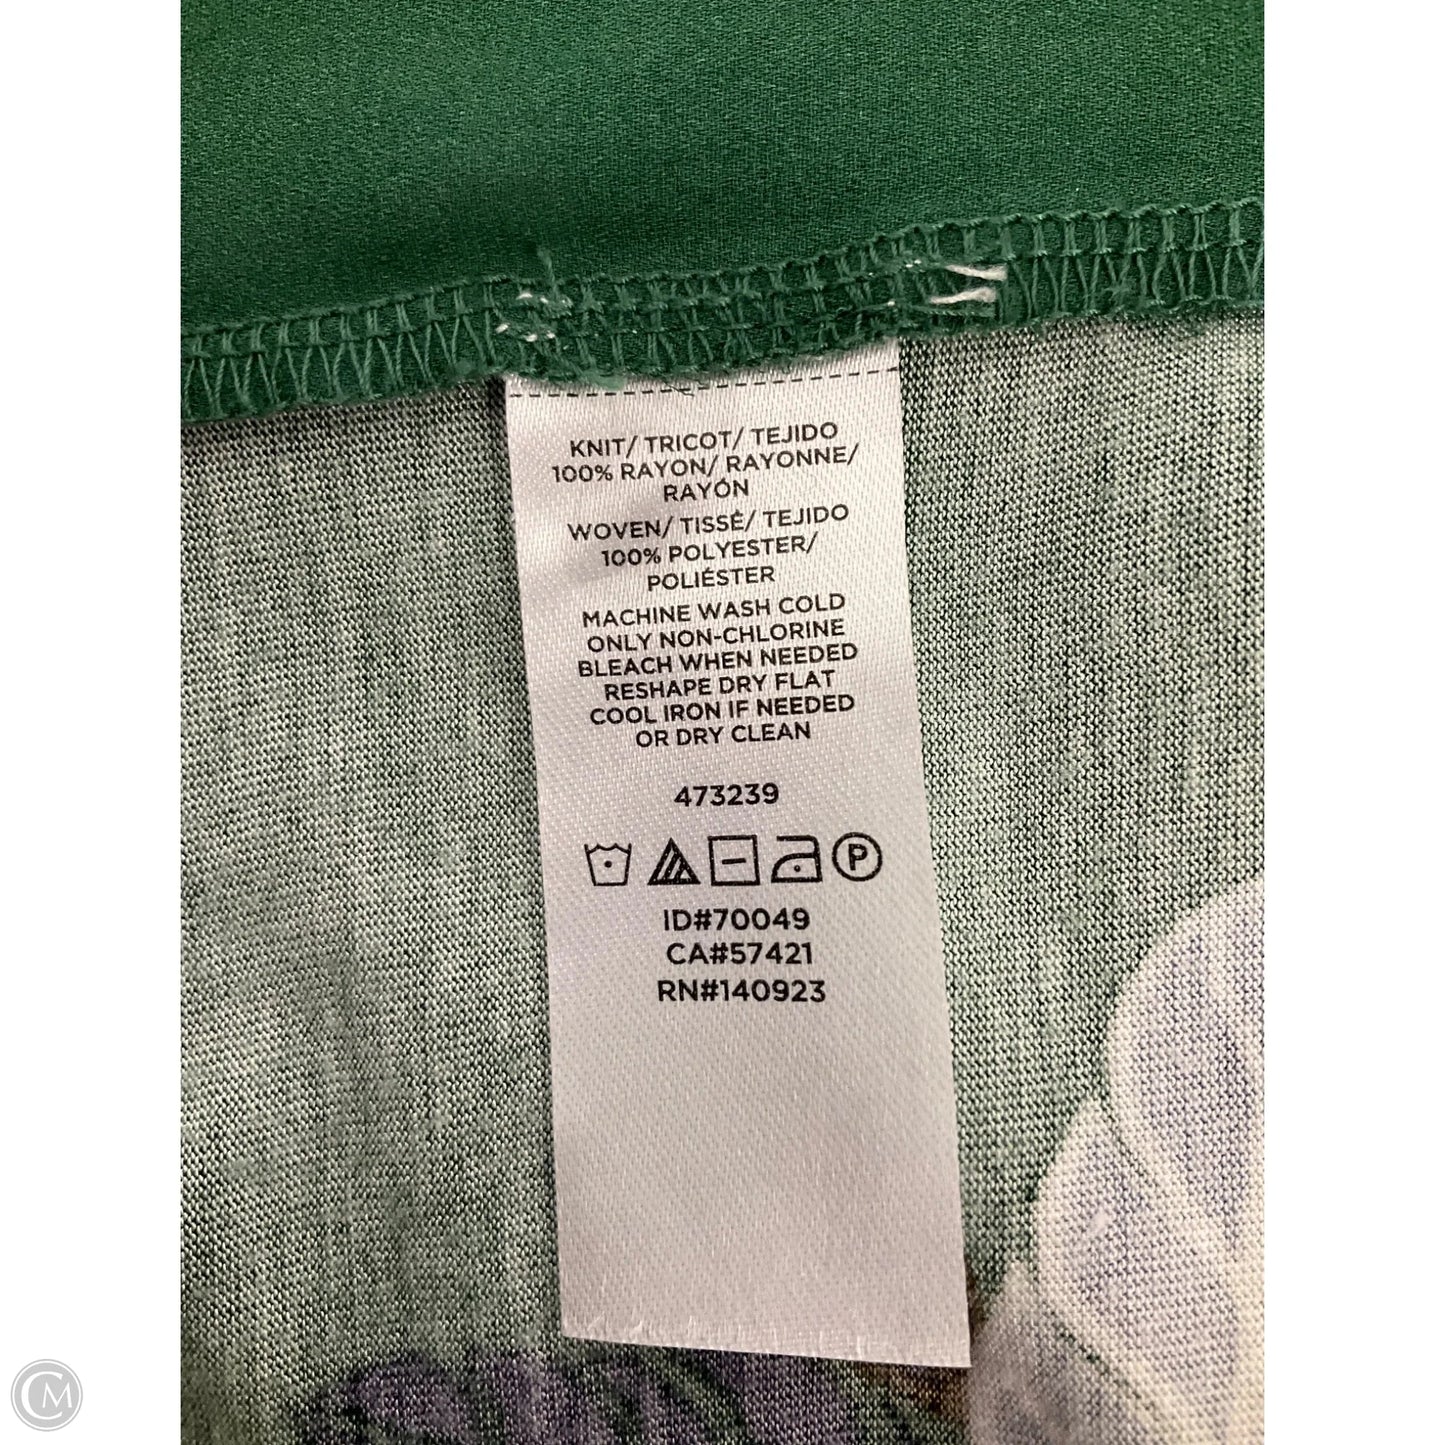 KNIT/ TRICOT/ TEJIDO
100% RAYON/ RAYONNE/
RAYÓN
WOVEN/ TISSÉ/ TEJIDO
100% POLYESTER/
POLIÉSTER
MACHINE WASH COLD
ONLY NON-CHLORINE
BLEACH WHEN NEEDED
RESHAPE DRY FLAT
COOL IRON IF NEEDED
OR DRY CLEAN
473239
P
ID#70049
CA#57421
RN#140923
CM